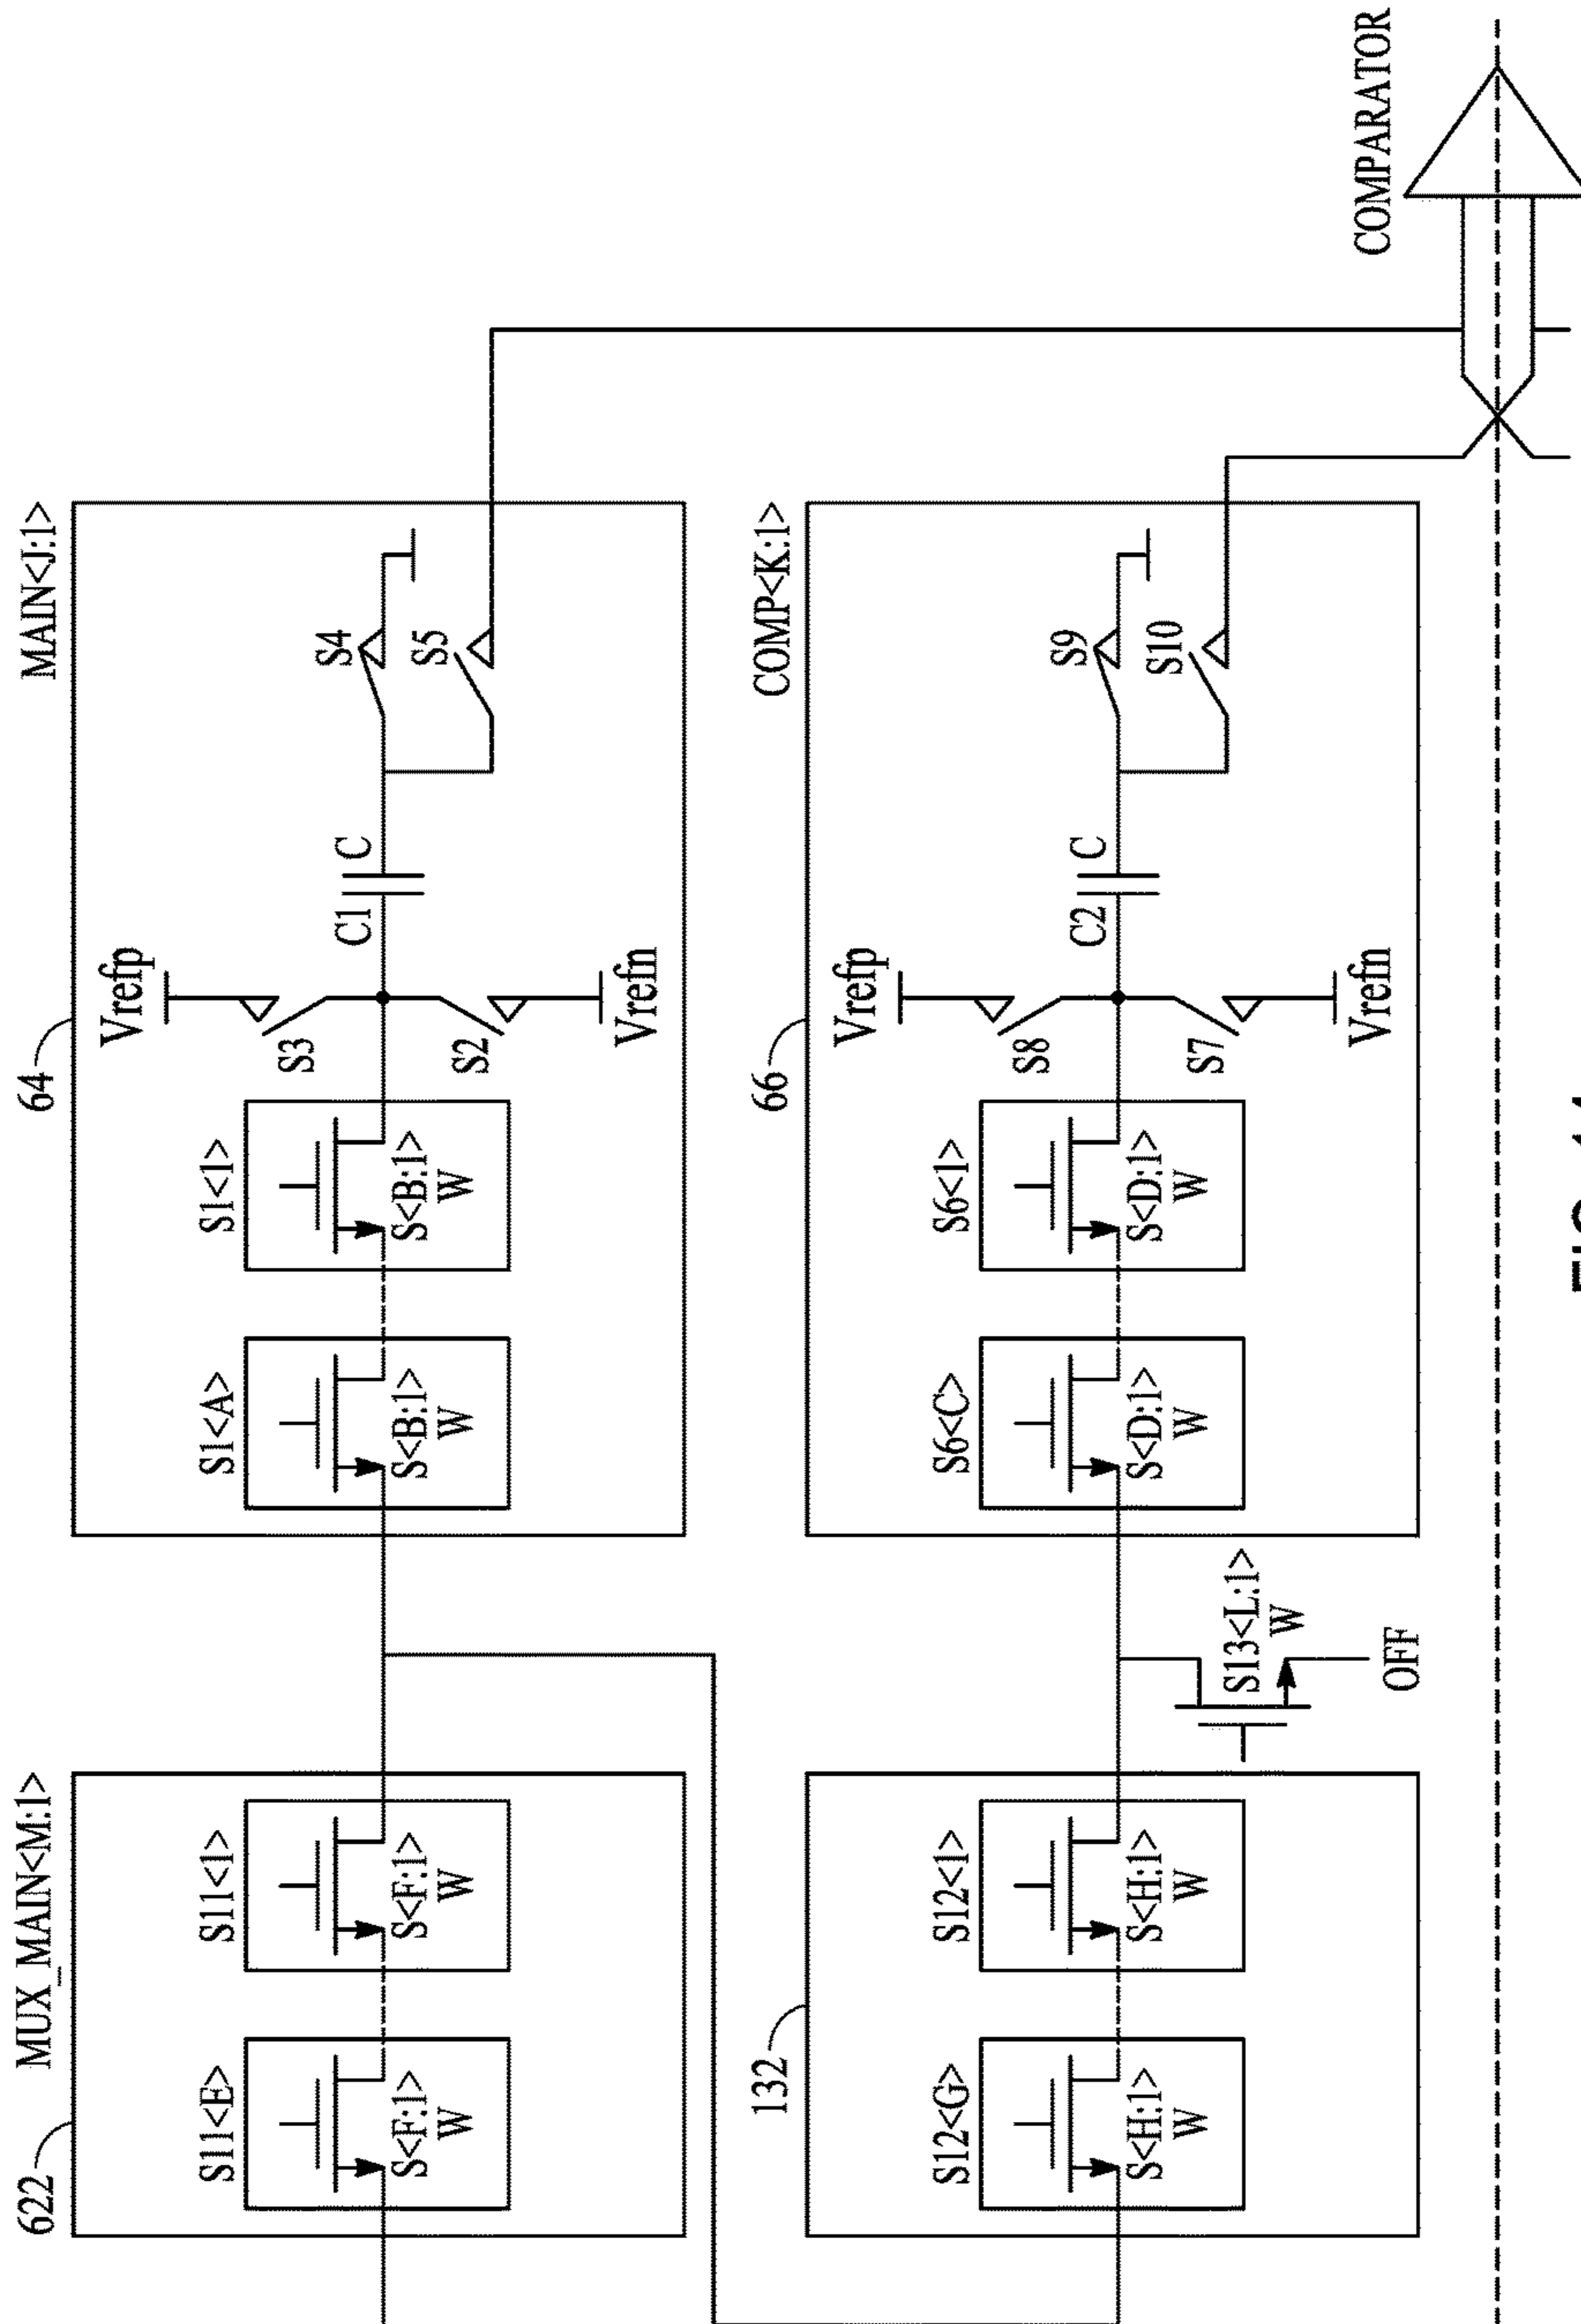 622
MUX_MAIN<M:1>
64
MAIN<J:1>
Vrefp
S11<E>
S11<1>
S1<A>
S1<1>
S3
C1
C
S4
S<F:1>
W
S<F:1>
W
S<B:1>
W
S<B:1>
W
S2
S5
Vrefn
132
66
COMP<K:1>
Vrefp
S12<G>
S12<1>
S6<C>
S6<1>
S8
C2
C
S9
S<H:1>
W
S<H:1>
W
S<D:1>
W
S<D:1>
W
S7
S10
S13<L:1>
W
Vrefn
OFF
COMPARATOR